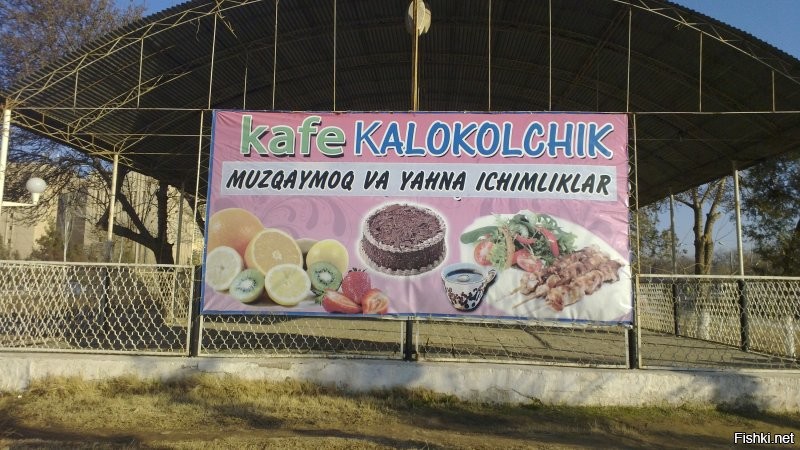 kafe KALOKOLCHIK
MUZQAYMOQ VA YAHNA ICHIMLIKLAR
Fishki.net